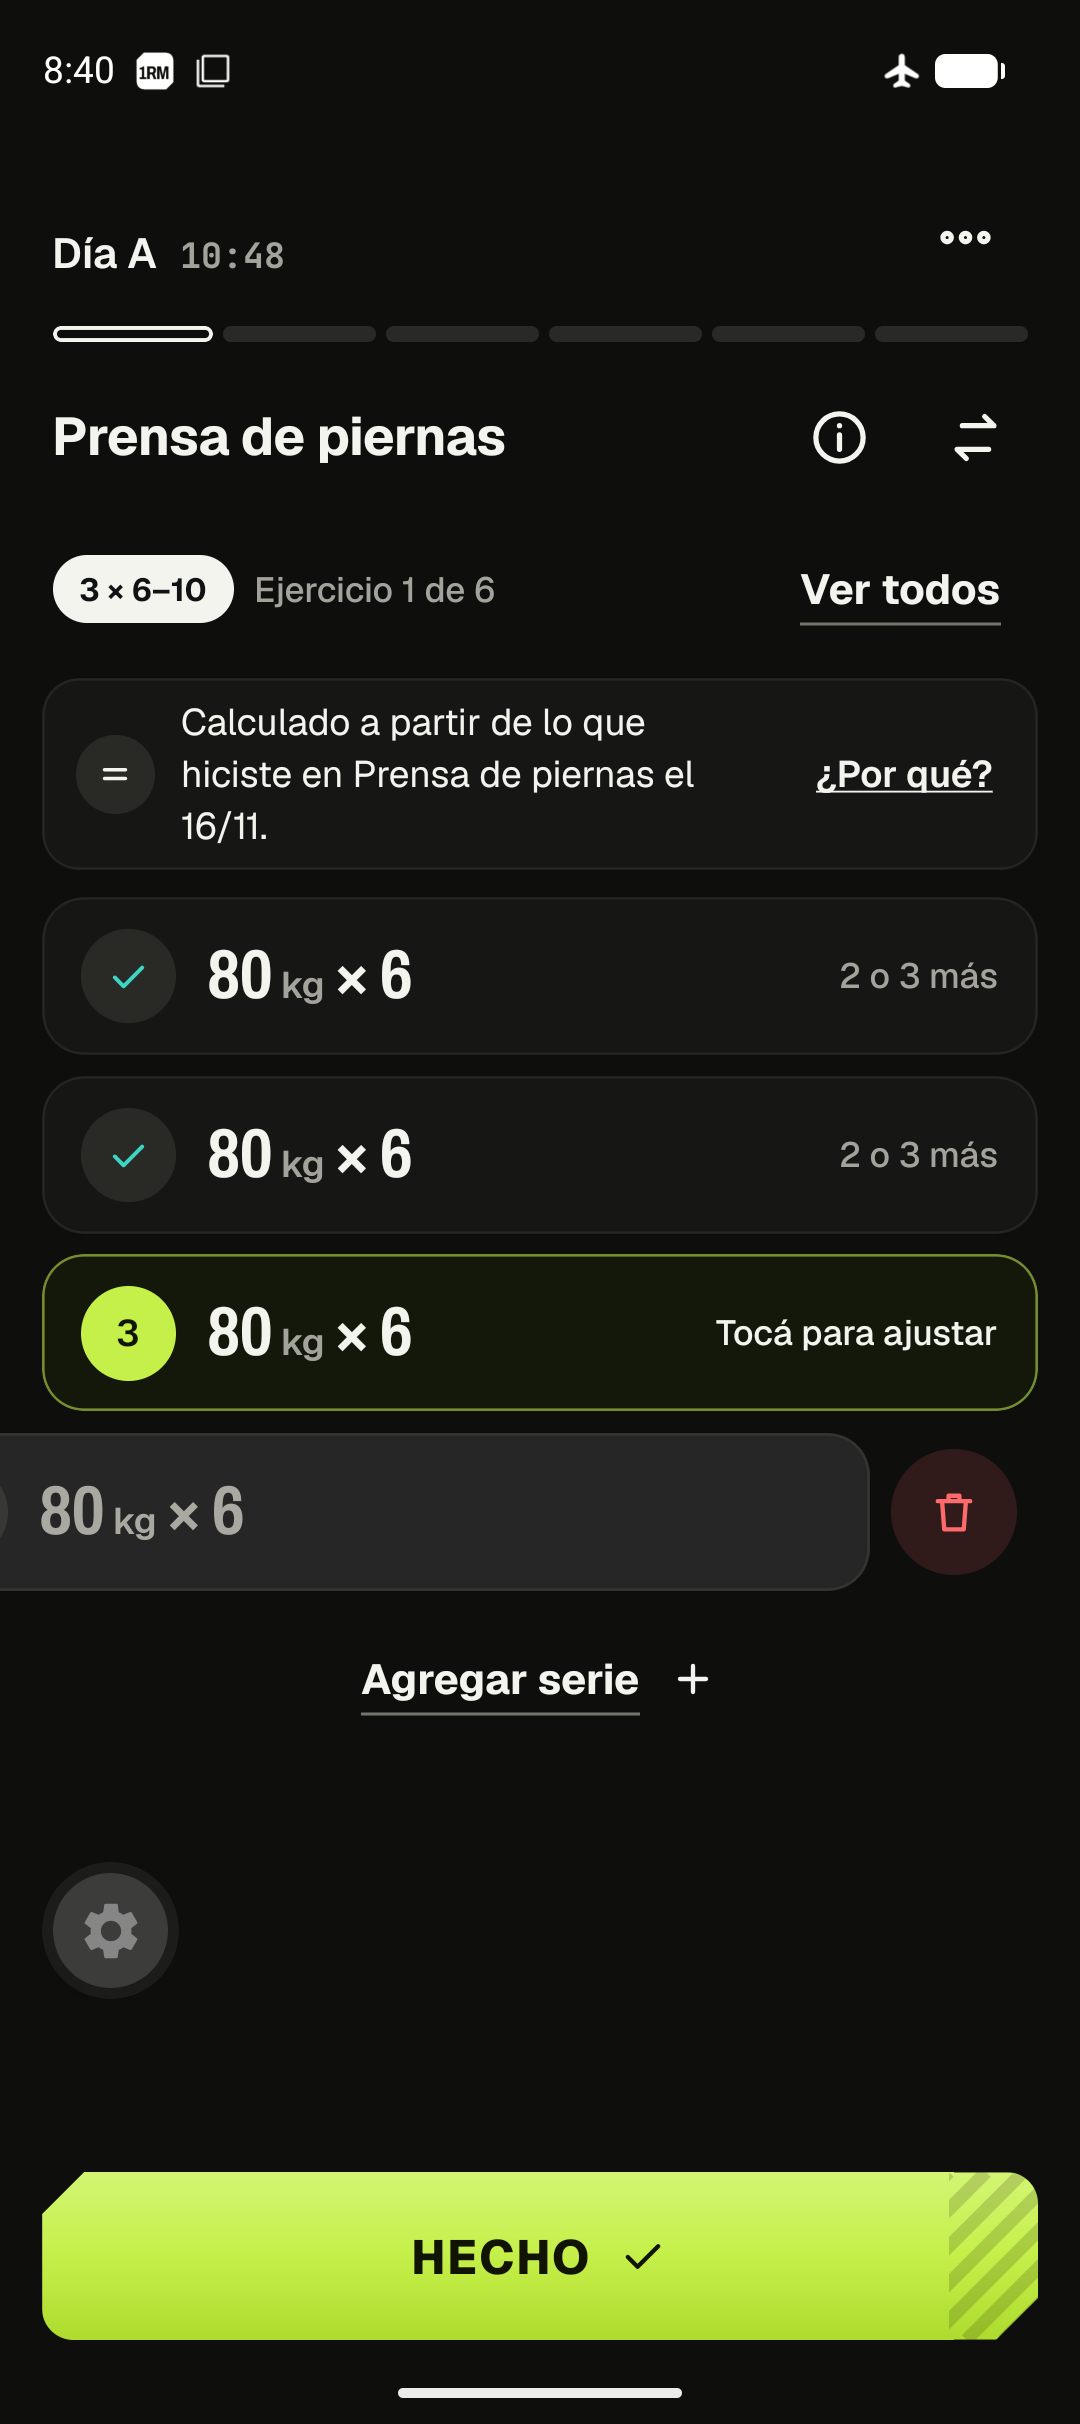 8:40 1RM
Día A 10:48
Prensa de piernas
3 × 6–10 Ejercicio 1 de 6 Ver todos
Calculado a partir de lo que
hiciste en Prensa de piernas el
16/11.
¿Por qué?
80 kg × 6 2 o 3 más
80 kg × 6 2 o 3 más
3 80 kg × 6 Tocá para ajustar
80 kg × 6
Agregar serie +
HECHO